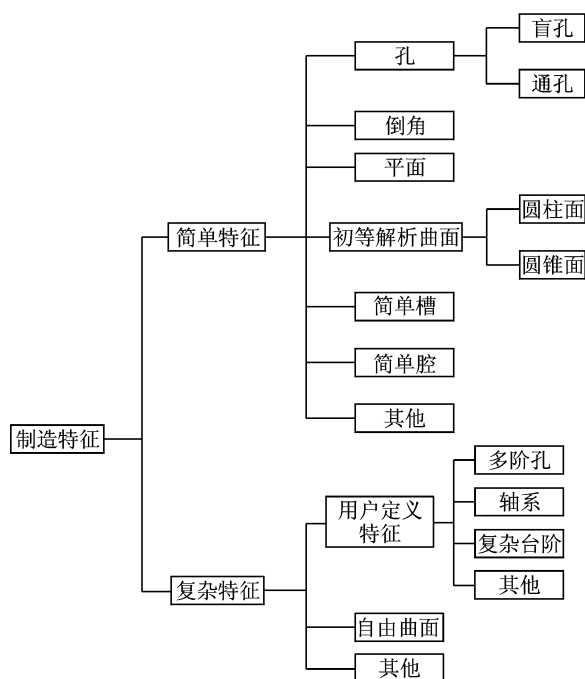 制造特征
简单特征
孔
盲孔
通孔
倒角
平面
初等解析曲面
圆柱面
圆锥面
简单槽
简单腔
其他
复杂特征
用户定义
特征
多阶孔
轴系
复杂台阶
其他
自由曲面
其他